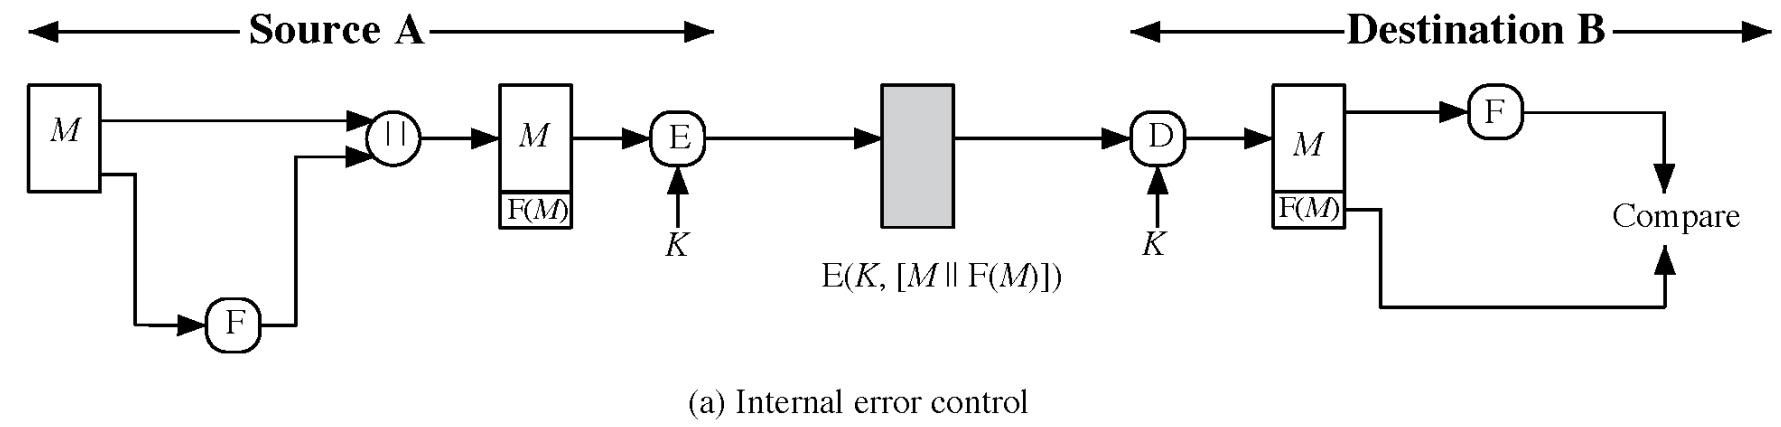 Source A
Destination B
M
||
M
E
D
M
F
F(M)
F(M)
Compare
K
K
E(K, [M || F(M)])
F
(a) Internal error control